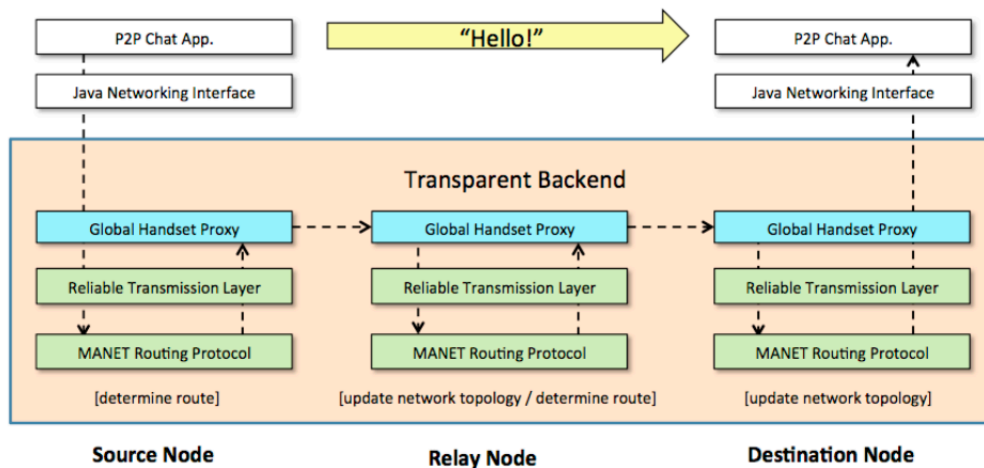 P2P Chat App.
"Hello!"
P2P Chat App.
Java Networking Interface
Java Networking Interface
Transparent Backend
Global Handset Proxy
Global Handset Proxy
Global Handset Proxy
Reliable Transmission Layer
Reliable Transmission Layer
Reliable Transmission Layer
MANET Routing Protocol
MANET Routing Protocol
MANET Routing Protocol
[determine route]
[update network topology / determine route]
[update network topology]
Source Node
Relay Node
Destination Node